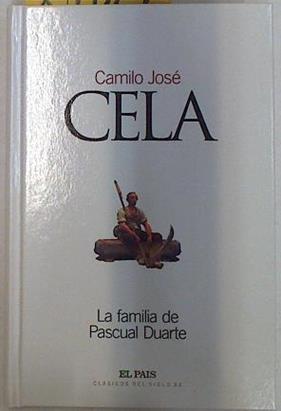 Camilo José
CELA
La familia de
Pascual Duarte
EL PAIS
CLÁSICOS DEL SIGLO XX